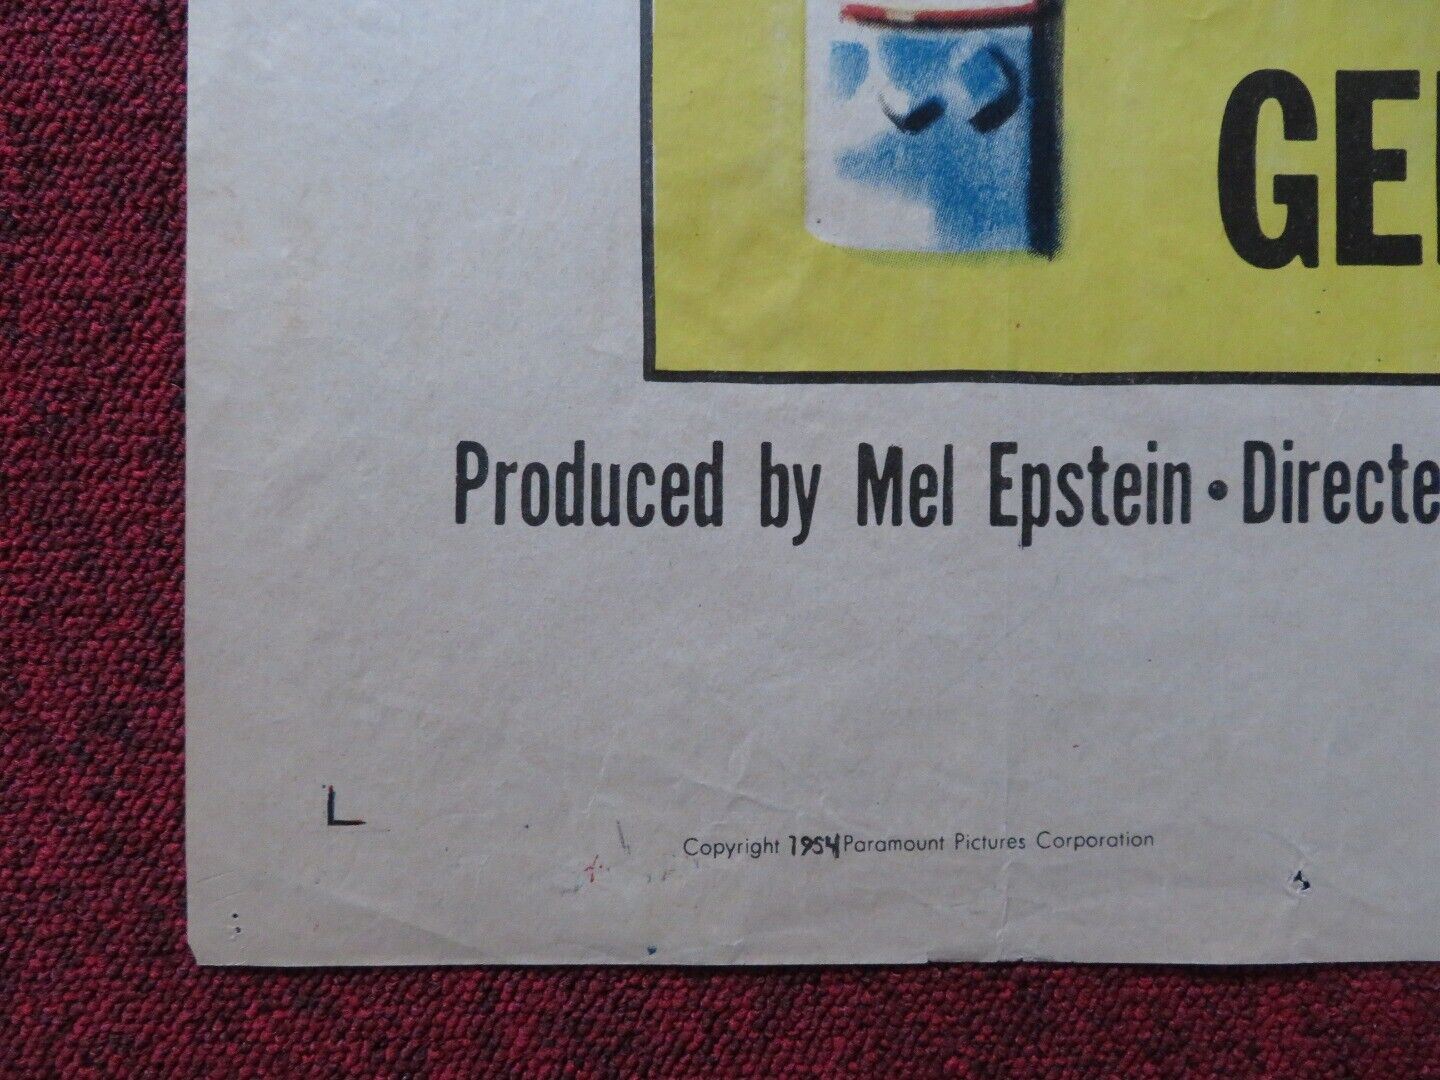 GE
Produced by Mel Epstein • Directe
Copyright 1954 Paramount Pictures Corporation